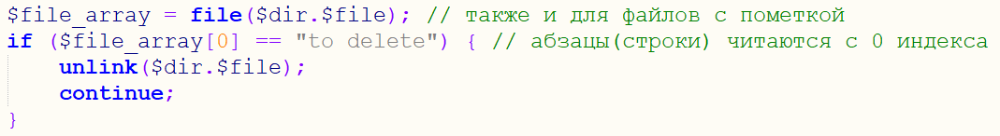 $file_array = file($dir.$file); // также и для файлов с пометкой
if ($file_array[0] == "to delete") { // абзацы(строки) читаются с 0 индекса
    unlink($dir.$file);
    continue;
}